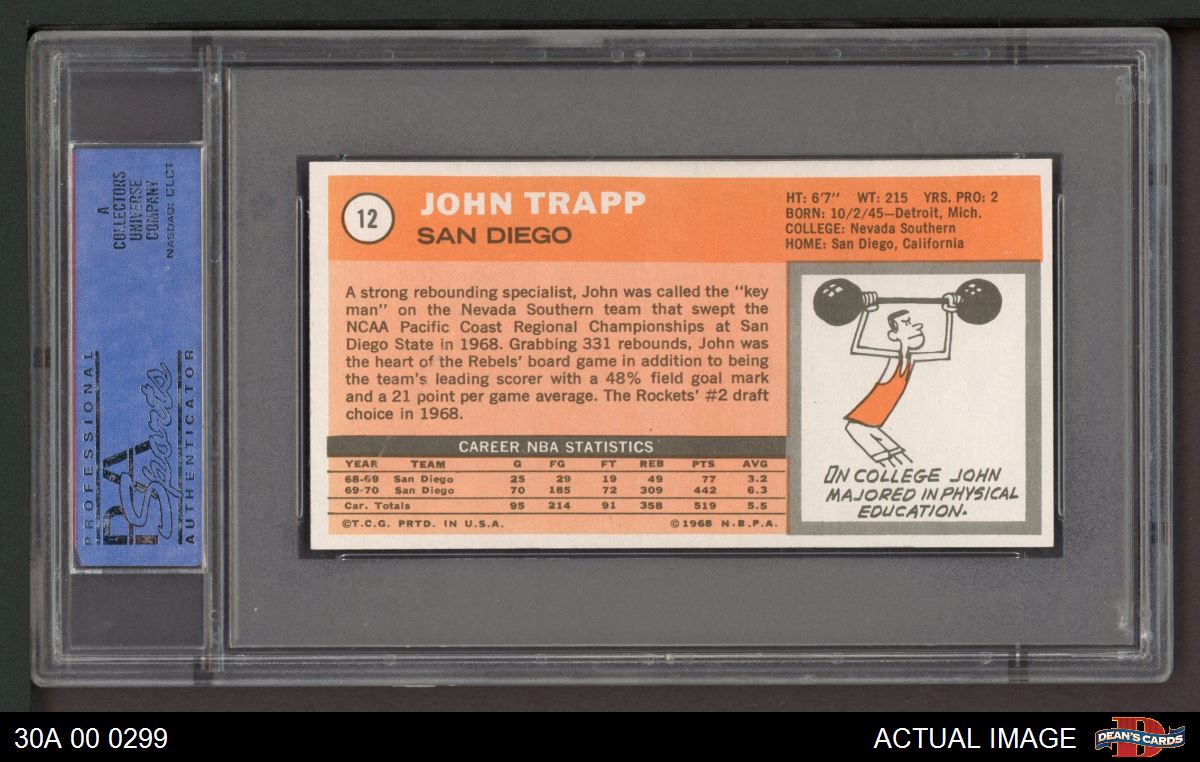 A
COLLECTORS
UNIVERSE
COMPANY
NASDAQ: CLCT
PROFESSIONAL
PSA
Sports
AUTHENTICATOR
12
JOHN TRAPP
SAN DIEGO
HT: 6'7" WT: 215 YRS. PRO: 2
BORN: 10/2/45—Detroit, Mich.
COLLEGE: Nevada Southern
HOME: San Diego, California
A strong rebounding specialist, John was called the "key
man" on the Nevada Southern team that swept the
NCAA Pacific Coast Regional Championships at San
Diego State in 1968. Grabbing 331 rebounds, John was
the heart of the Rebels' board game in addition to being
the team's leading scorer with a 48% field goal mark
and a 21 point per game average. The Rockets' #2 draft
choice in 1968.
CAREER NBA STATISTICS
YEAR TEAM G FG FT REB PTS AVG
68-69 San Diego 25 29 19 49 77 3.2
69-70 San Diego 70 185 72 309 442 6.3
Car. Totals 95 214 91 358 519 5.5
©T.C.G. PRTD. IN U.S.A. ©1968 N.B.P.A.
IN COLLEGE JOHN
MAJORED IN PHYSICAL
EDUCATION.
30A 00 0299
ACTUAL IMAGE
D
DEAN'S CARDS